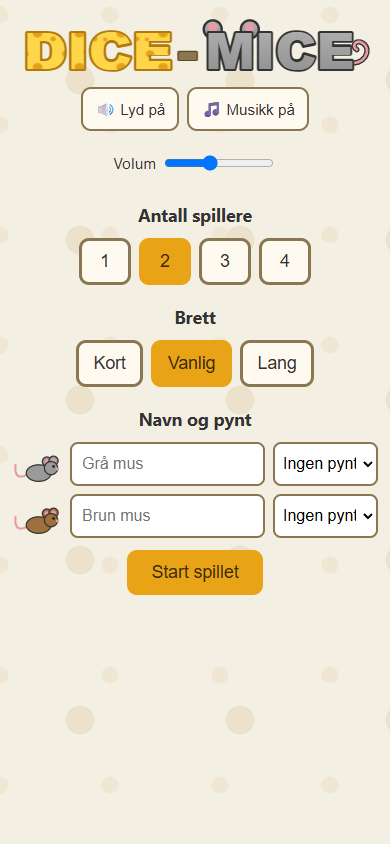 DICE-MICE
Lyd på
Musikk på
Volum
Antall spillere
1 2 3 4
Brett
Kort Vanlig Lang
Navn og pynt
Grå mus Ingen pynt
Brun mus Ingen pynt
Start spillet